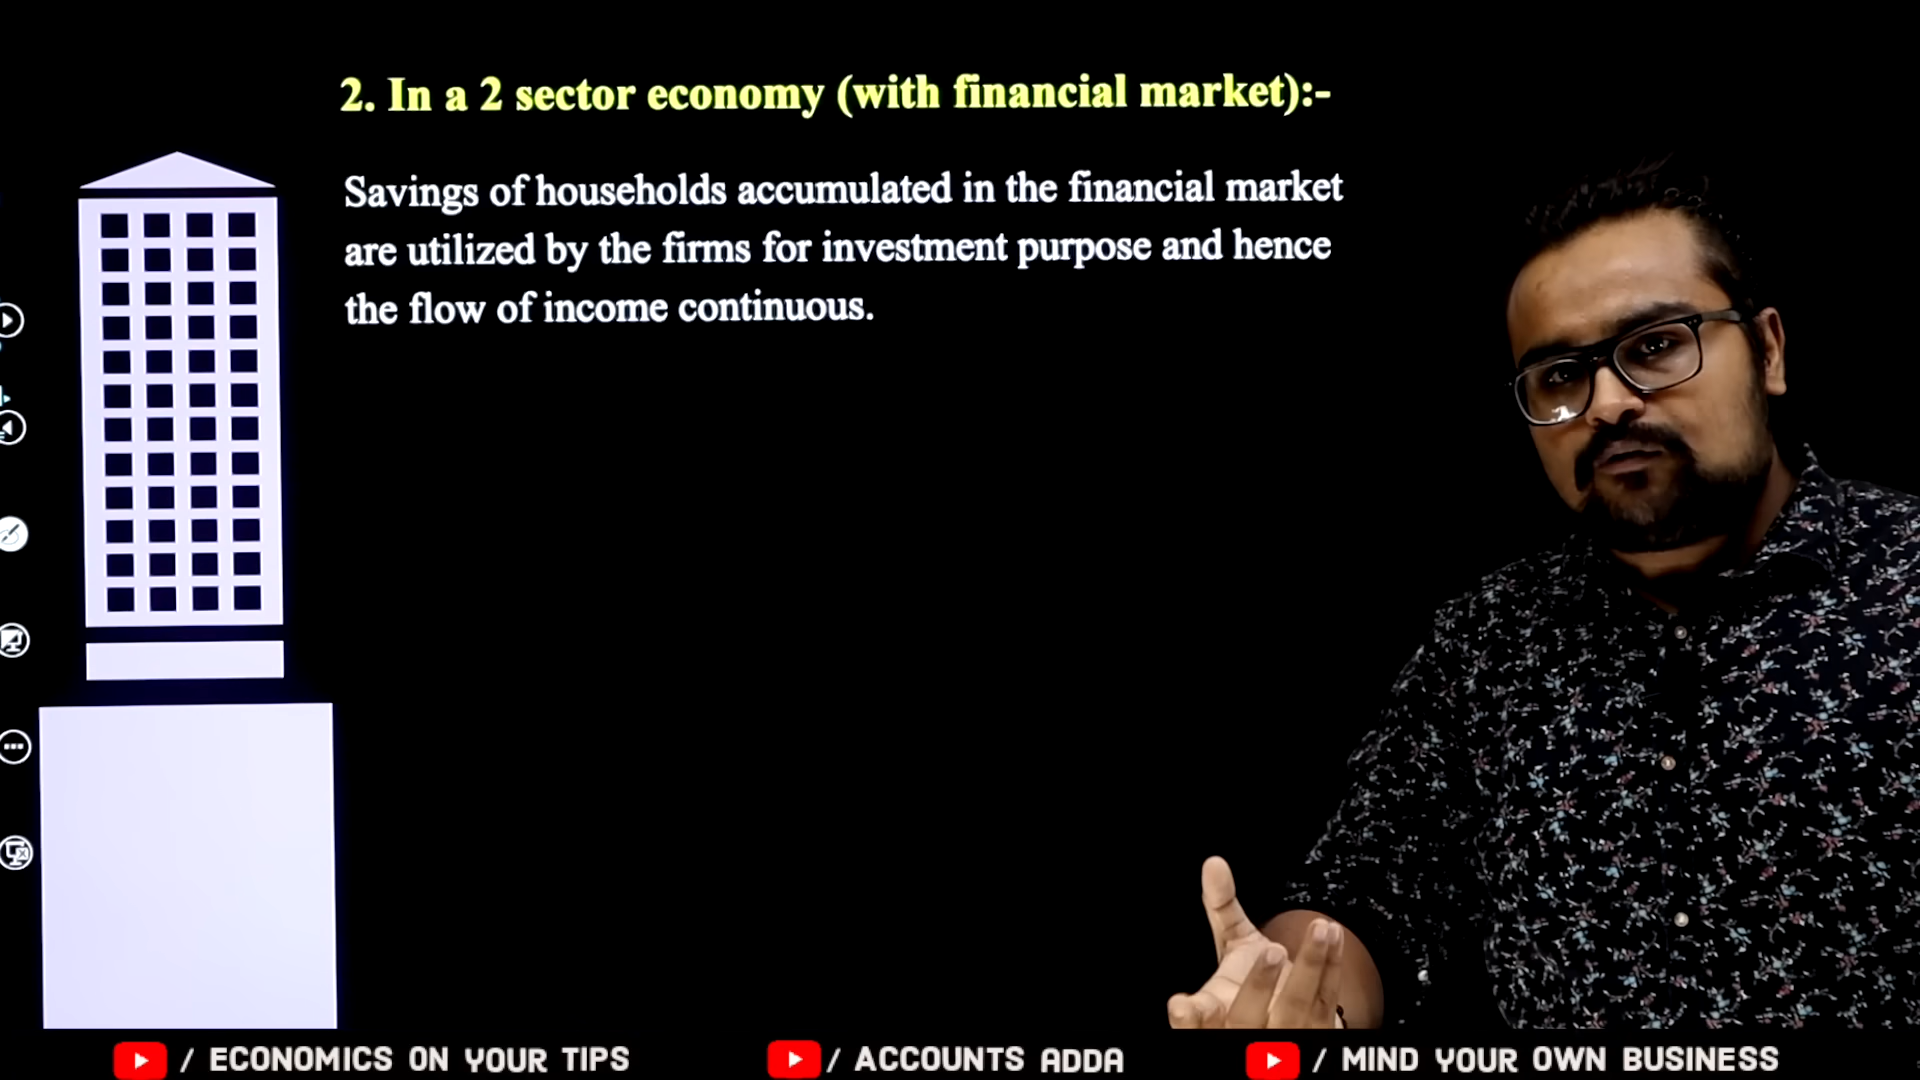 2. In a 2 sector economy (with financial market):-
Savings of households accumulated in the financial market
are utilized by the firms for investment purpose and hence
the flow of income continuous.
/ ECONOMICS ON YOUR TIPS
/ ACCOUNTS ADDA
/ MIND YOUR OWN BUSINESS